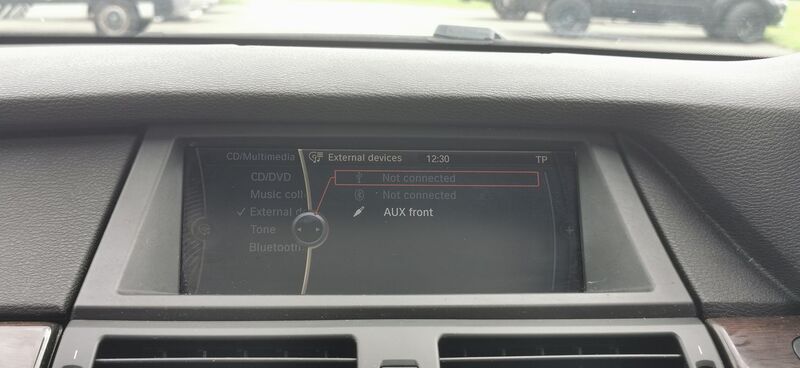 CD/Multimedia
External devices 12:30 TP
CD/DVD
Music coll
External d
Tone
Bluetooth
Not connected
Not connected
AUX front